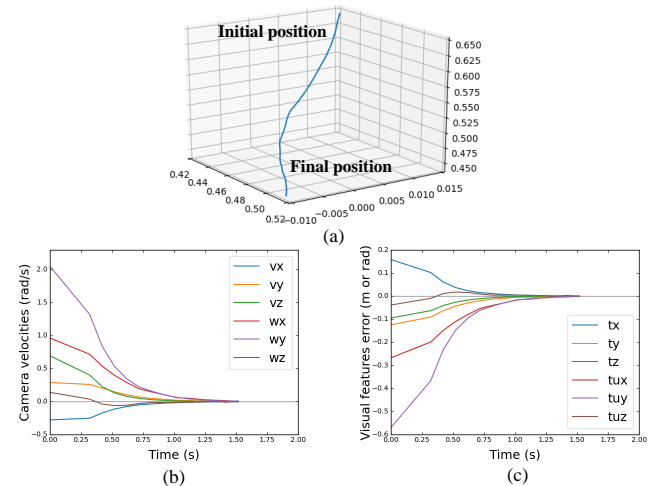 Initial position
Final position
0.650
0.625
0.600
0.575
0.550
0.525
0.500
0.475
0.450
0.42
0.44
0.46
0.48
0.50
0.52
-0.010
-0.005
0.000
0.005
0.010
0.015
(a)
Camera velocities (rad/s)
2.0
1.5
1.0
0.5
0.0
-0.5
0.00
0.25
0.50
0.75
1.00
1.25
1.50
1.75
2.00
vx
vy
vz
wx
wy
wz
Time (s)
(b)
Visual features error (m or rad)
0.2
0.1
0.0
-0.1
-0.2
-0.3
-0.4
-0.5
-0.6
0.00
0.25
0.50
0.75
1.00
1.25
1.50
1.75
2.00
tx
ty
tz
tux
tuy
tuz
Time (s)
(c)